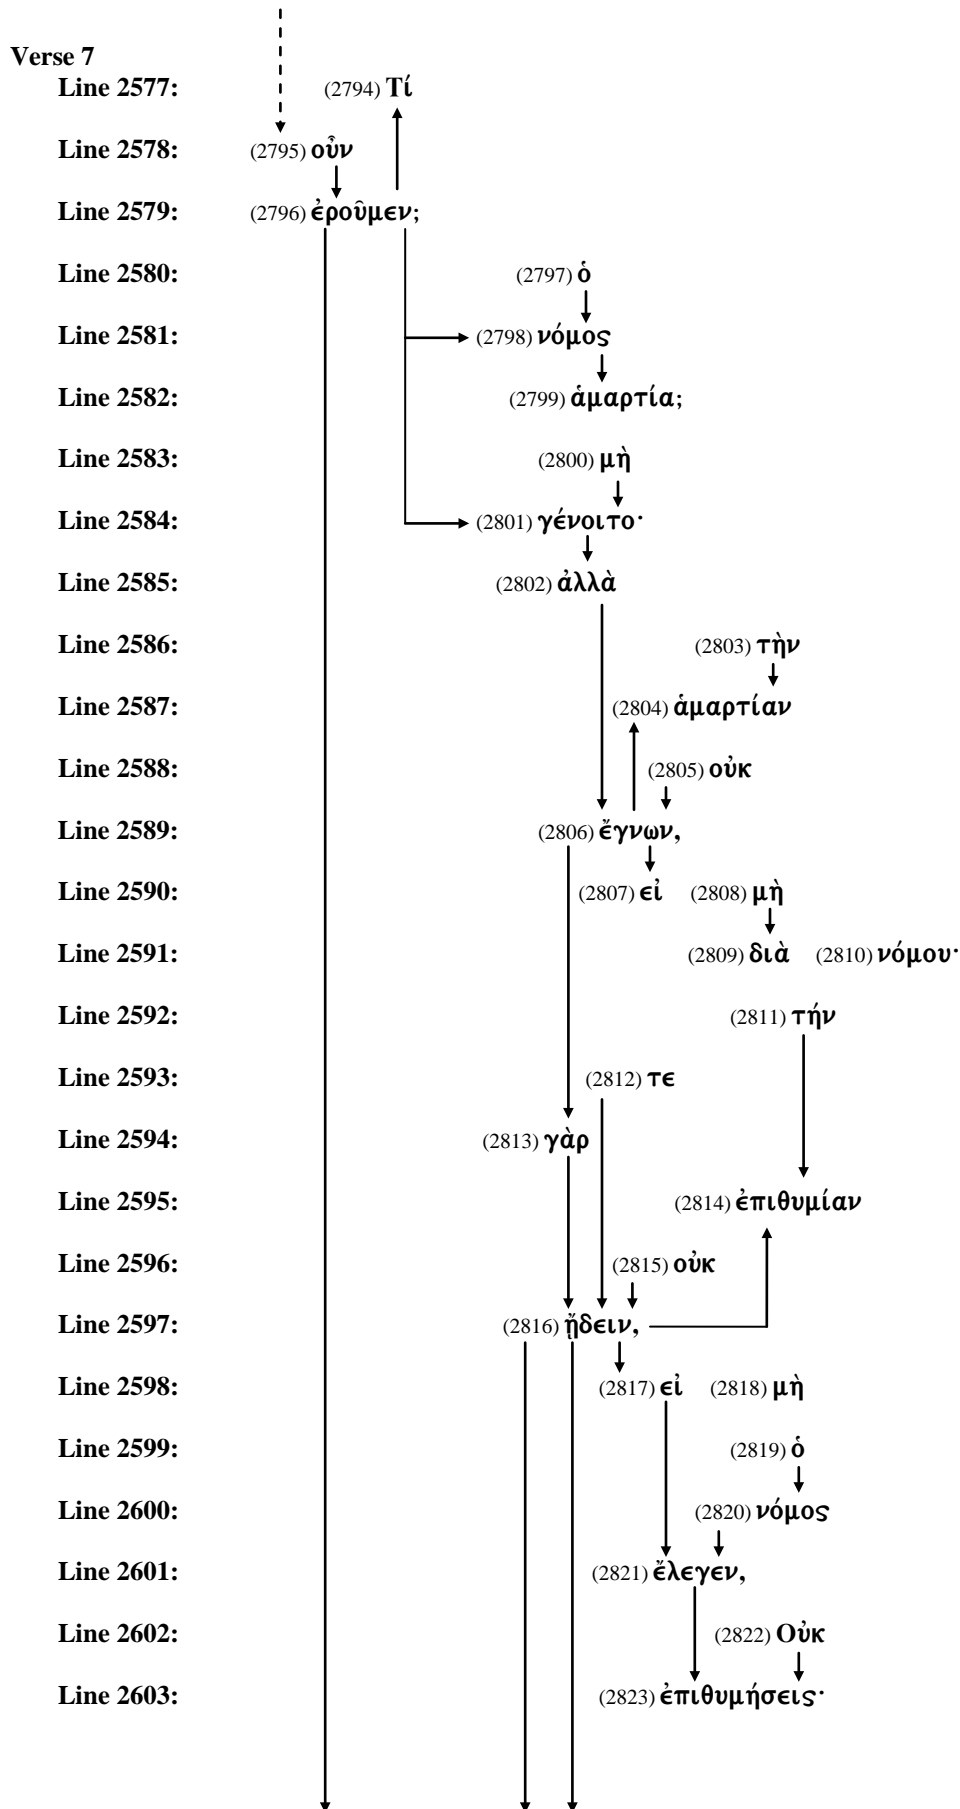 Verse 7
Line 2577: (2794) Τί
Line 2578: (2795) οὖν
Line 2579: (2796) ἐροῦμεν;
Line 2580: (2797) ὁ
Line 2581: (2798) νόμος
Line 2582: (2799) ἁμαρτία;
Line 2583: (2800) μὴ
Line 2584: (2801) γένοιτο·
Line 2585: (2802) ἀλλὰ
Line 2586: (2803) τὴν
Line 2587: (2804) ἁμαρτίαν
Line 2588: (2805) οὐκ
Line 2589: (2806) ἔγνων,
Line 2590: (2807) εἰ (2808) μὴ
Line 2591: (2809) διὰ (2810) νόμου·
Line 2592: (2811) τήν
Line 2593: (2812) τε
Line 2594: (2813) γὰρ
Line 2595: (2814) ἐπιθυμίαν
Line 2596: (2815) οὐκ
Line 2597: (2816) ᾔδειν,
Line 2598: (2817) εἰ (2818) μὴ
Line 2599: (2819) ὁ
Line 2600: (2820) νόμος
Line 2601: (2821) ἔλεγεν,
Line 2602: (2822) Οὐκ
Line 2603: (2823) ἐπιθυμήσεις·